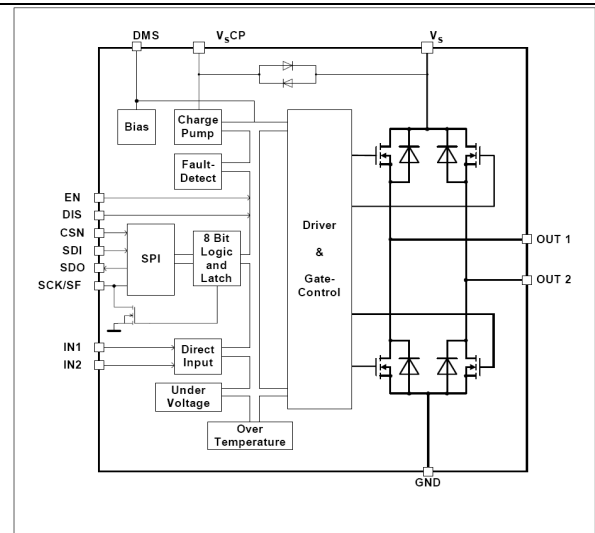 DMS
VsCP
Vs
Bias
Charge
Pump
Fault-
Detect
EN
DIS
CSN
SDI
SDO
SCK/SF
SPI
8 Bit
Logic
and
Latch
Driver
&
Gate-
Control
OUT 1
OUT 2
IN1
IN2
Direct
Input
Under
Voltage
Over
Temperature
GND